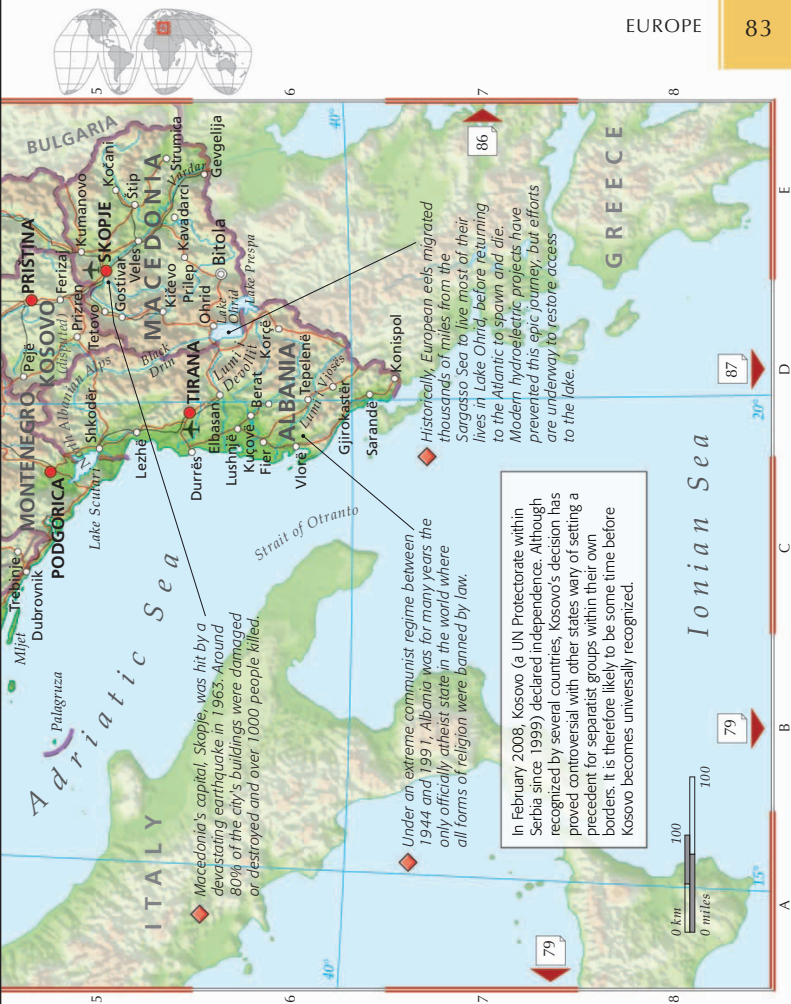 EUROPE 83
5
6
7
8
5
6
7
8
A
B
C
D
E
BULGARIA
MONTENEGRO
KOSOVO
(disputed)
MACEDONIA
ALBANIA
GREECE
ITALY
PRIŠTINA
SKOPJE
PODGORICA
TIRANA
Trebinje
Dubrovnik
Mljet
Palagruza
Adriatic Sea
Lake Scutari
North Albanian Alps
Shkodër
Pejë
Ferizaj
Prizren
Tetovo
Gostivar
Kumanovo
Kočani
Štip
Strumica
Vardar
Gevgelija
Veles
Kavadarci
Kičevo
Prilep
Bitola
Ohrid
Lake
Ohrid
Lake Prespa
Black
Drin
Lezhë
Durrës
Elbasan
Lumi i
Devollit
Korçë
Lushnjë
Kuçovë
Berat
Fier
Tepelenë
Lumi i Vjosës
Vlorë
Gjirokastër
Sarandë
Konispol
Strait of Otranto
Ionian Sea
Macedonia's capital, Skopje, was hit by a
devastating earthquake in 1963. Around
80% of the city's buildings were damaged
or destroyed and over 1000 people killed.
Under an extreme communist regime between
1944 and 1991, Albania was for many years the
only officially atheist state in the world where
all forms of religion were banned by law.
Historically, European eels migrated
thousands of miles from the
Sargasso Sea to live most of their
lives in Lake Ohrid, before returning
to the Atlantic to spawn and die.
Modern hydroelectric projects have
prevented this epic journey, but efforts
are underway to restore access
to the lake.
In February 2008, Kosovo (a UN Protectorate within
Serbia since 1999) declared independence. Although
recognized by several countries, Kosovo's decision has
proved controversial with other states wary of setting a
precedent for separatist groups within their own
borders. It is therefore likely to be some time before
Kosovo becomes universally recognized.
0 km 100
0 miles 100
79
79
87
86
40°
40°
15°
20°